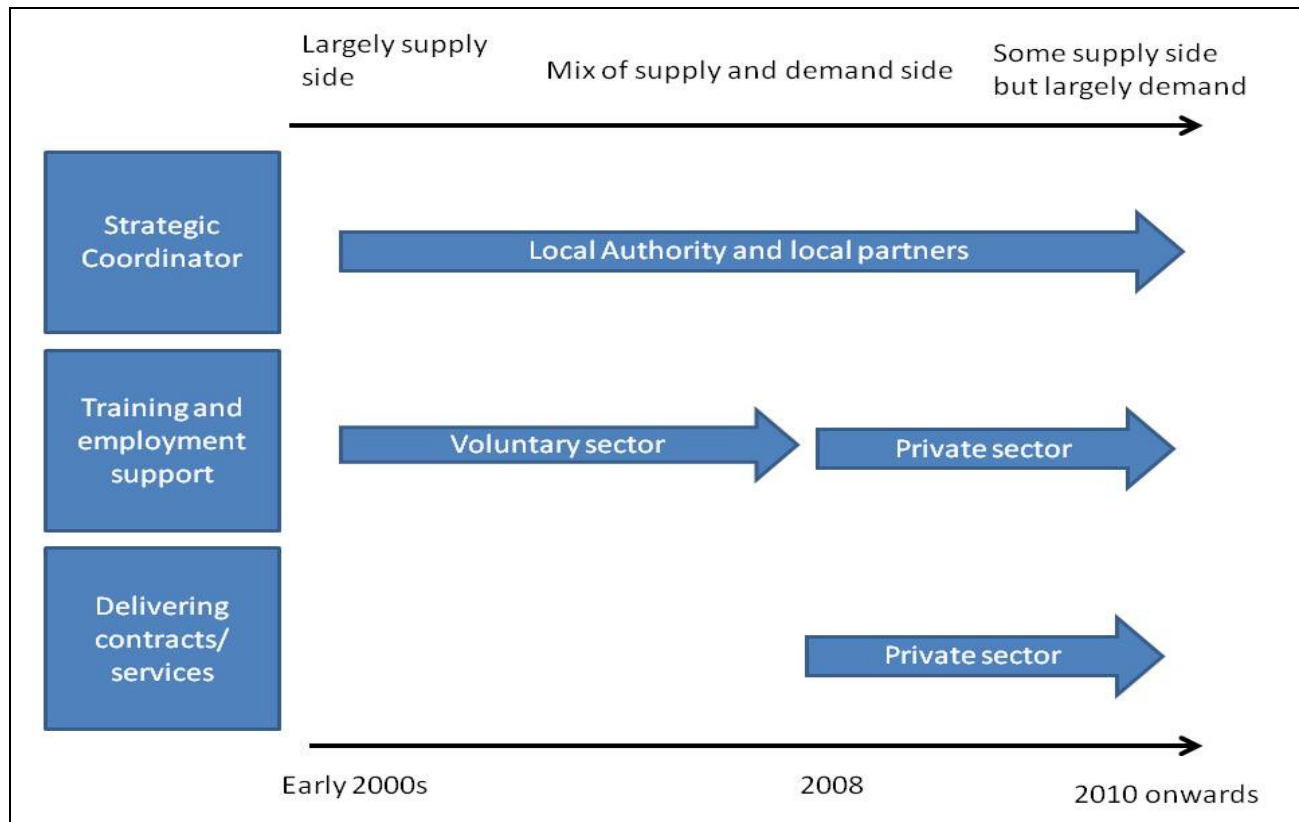 Largely supply
side
Mix of supply and demand side
Some supply side
but largely demand
Strategic
Coordinator
Local Authority and local partners
Training and
employment
support
Voluntary sector
Private sector
Delivering
contracts/
services
Private sector
Early 2000s
2008
2010 onwards